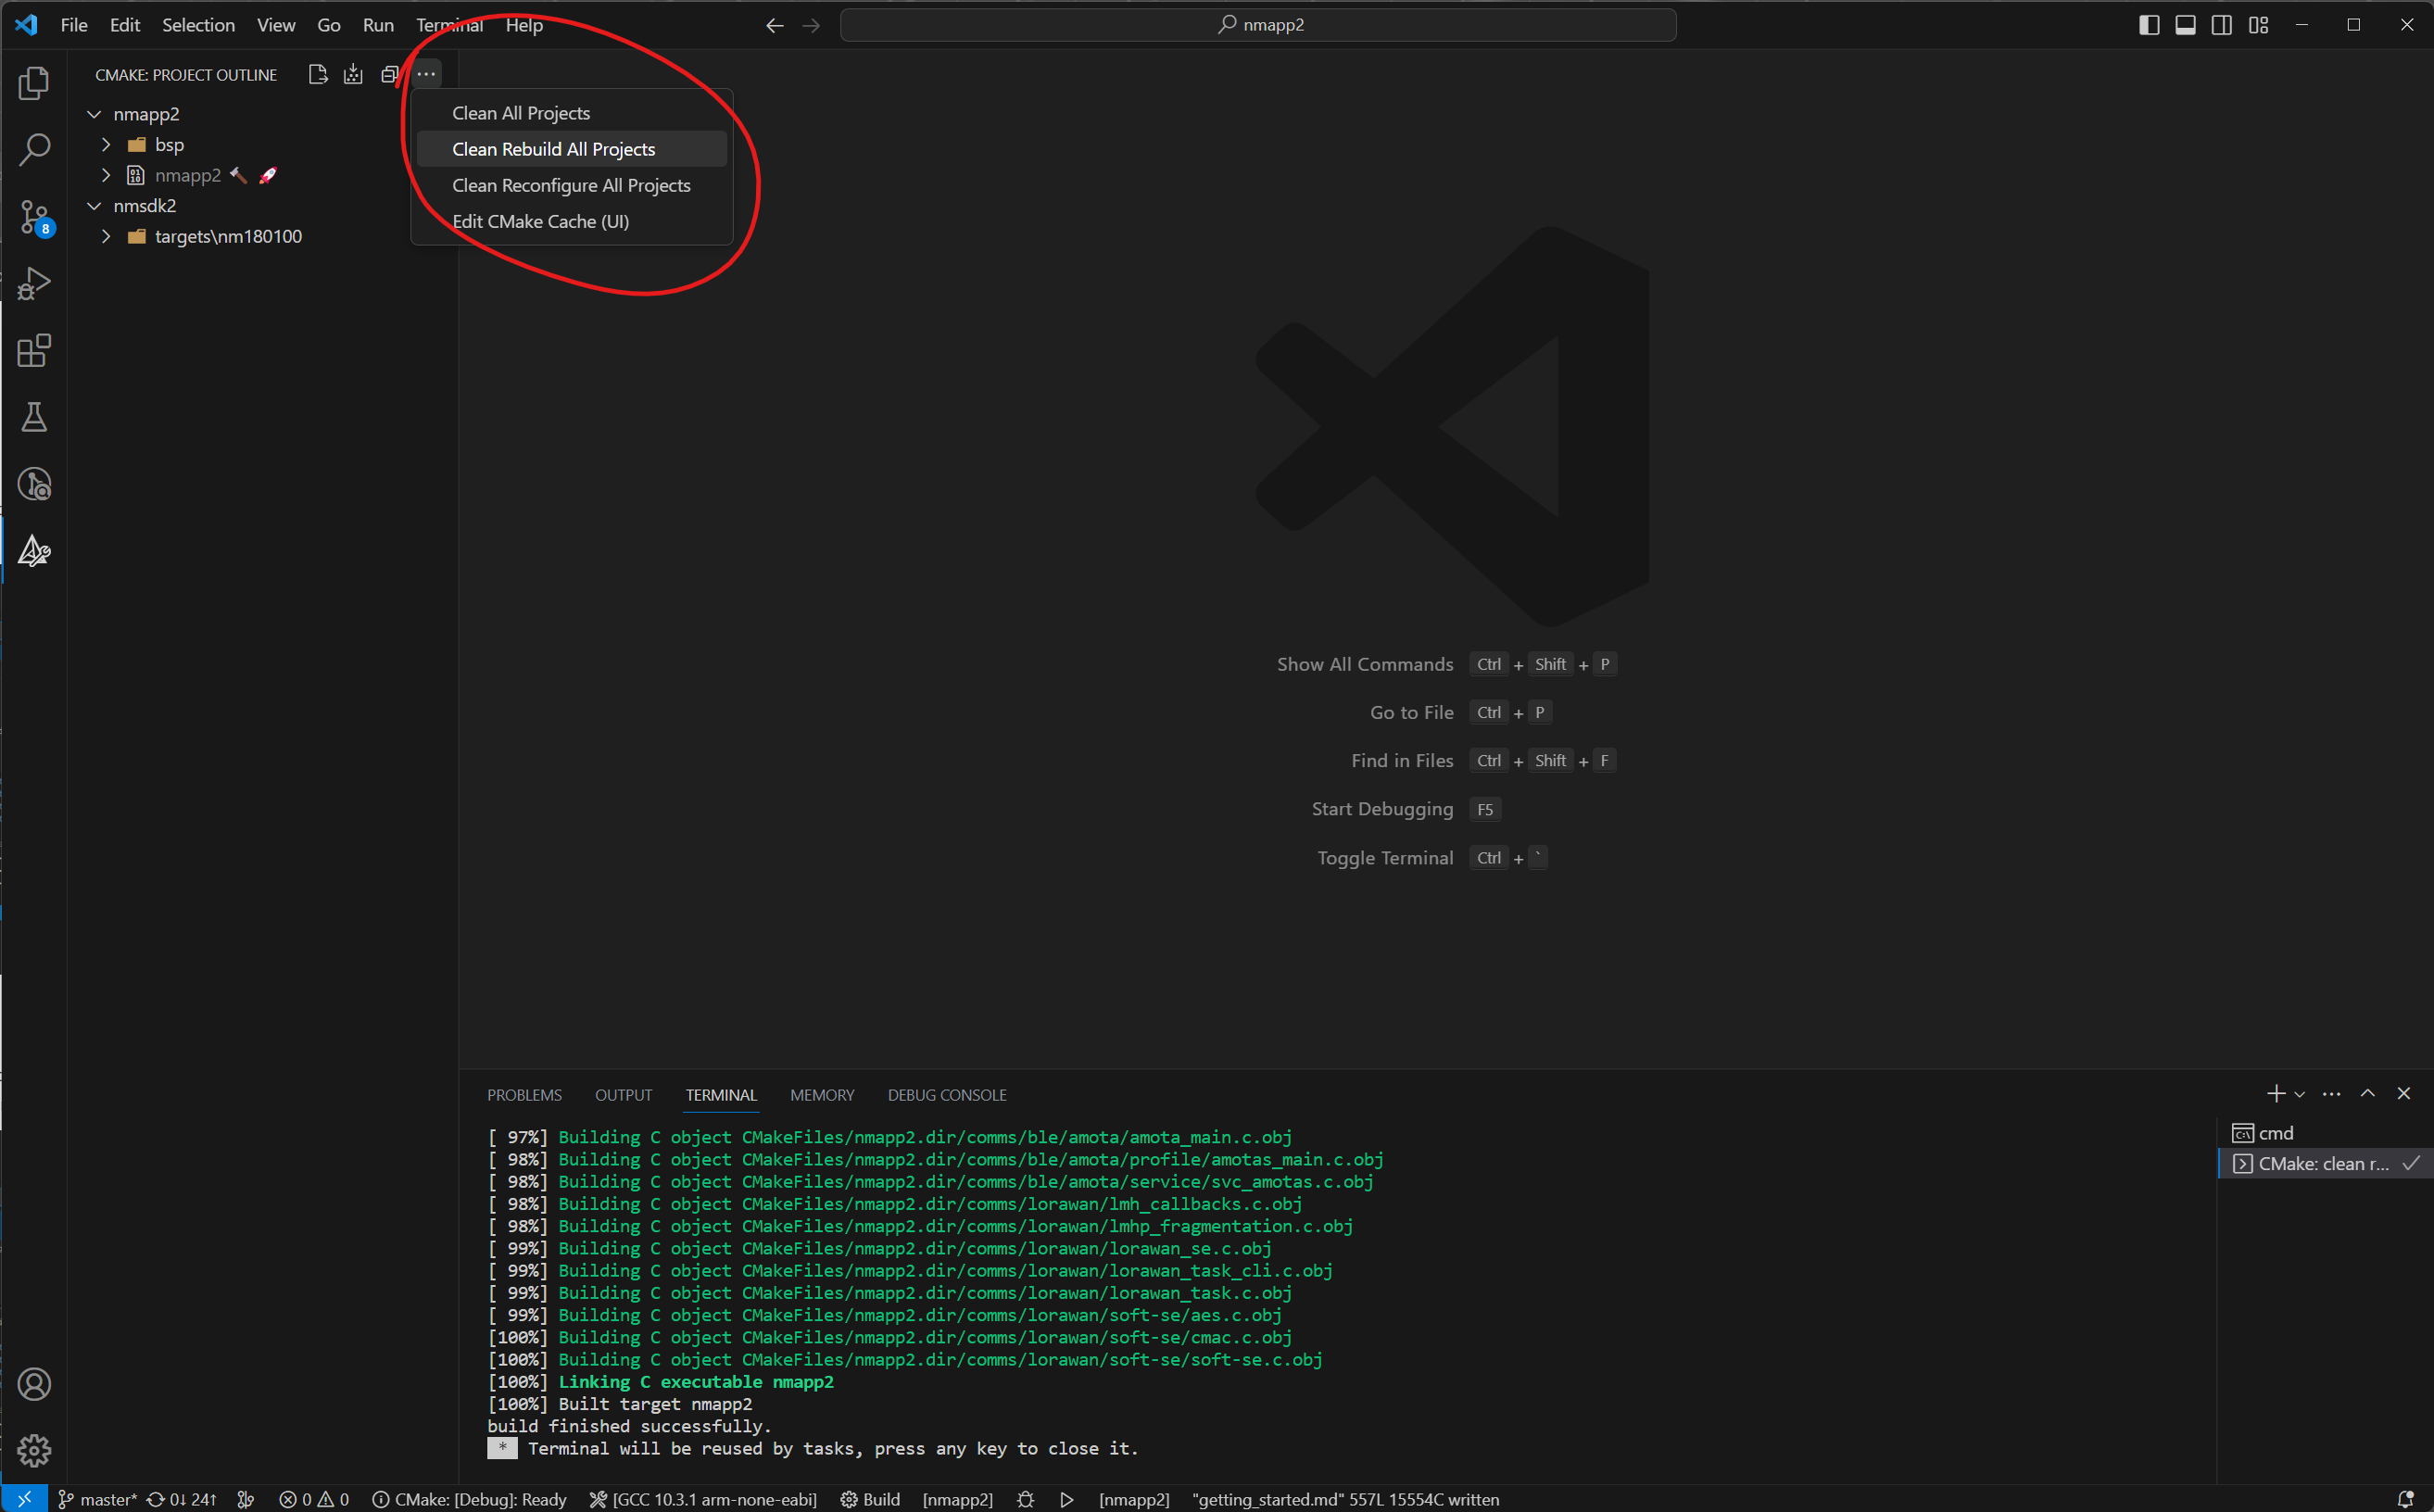 File Edit Selection View Go Run Terminal Help nmapp2
CMAKE: PROJECT OUTLINE
nmapp2
bsp
nmapp2
nmsdk2
targets\nm180100
Clean All Projects
Clean Rebuild All Projects
Clean Reconfigure All Projects
Edit CMake Cache (UI)
8
Show All Commands Ctrl + Shift + P
Go to File Ctrl + P
Find in Files Ctrl + Shift + F
Start Debugging F5
Toggle Terminal Ctrl + `
PROBLEMS OUTPUT TERMINAL MEMORY DEBUG CONSOLE
[ 97%] Building C object CMakeFiles/nmapp2.dir/comms/ble/amota/amota_main.c.obj
[ 98%] Building C object CMakeFiles/nmapp2.dir/comms/ble/amota/profile/amotas_main.c.obj
[ 98%] Building C object CMakeFiles/nmapp2.dir/comms/ble/amota/service/svc_amotas.c.obj
[ 98%] Building C object CMakeFiles/nmapp2.dir/comms/lorawan/lmh_callbacks.c.obj
[ 98%] Building C object CMakeFiles/nmapp2.dir/comms/lorawan/lmhp_fragmentation.c.obj
[ 99%] Building C object CMakeFiles/nmapp2.dir/comms/lorawan/lorawan_se.c.obj
[ 99%] Building C object CMakeFiles/nmapp2.dir/comms/lorawan/lorawan_task_cli.c.obj
[ 99%] Building C object CMakeFiles/nmapp2.dir/comms/lorawan/lorawan_task.c.obj
[ 99%] Building C object CMakeFiles/nmapp2.dir/comms/lorawan/soft-se/aes.c.obj
[100%] Building C object CMakeFiles/nmapp2.dir/comms/lorawan/soft-se/cmac.c.obj
[100%] Building C object CMakeFiles/nmapp2.dir/comms/lorawan/soft-se/soft-se.c.obj
[100%] Linking C executable nmapp2
[100%] Built target nmapp2
build finished successfully.
* Terminal will be reused by tasks, press any key to close it.
cmd
CMake: clean r...
master* 0↓ 24↑ 0 0 CMake: [Debug]: Ready [GCC 10.3.1 arm-none-eabi] Build [nmapp2] [nmapp2] "getting_started.md" 557L 15554C written